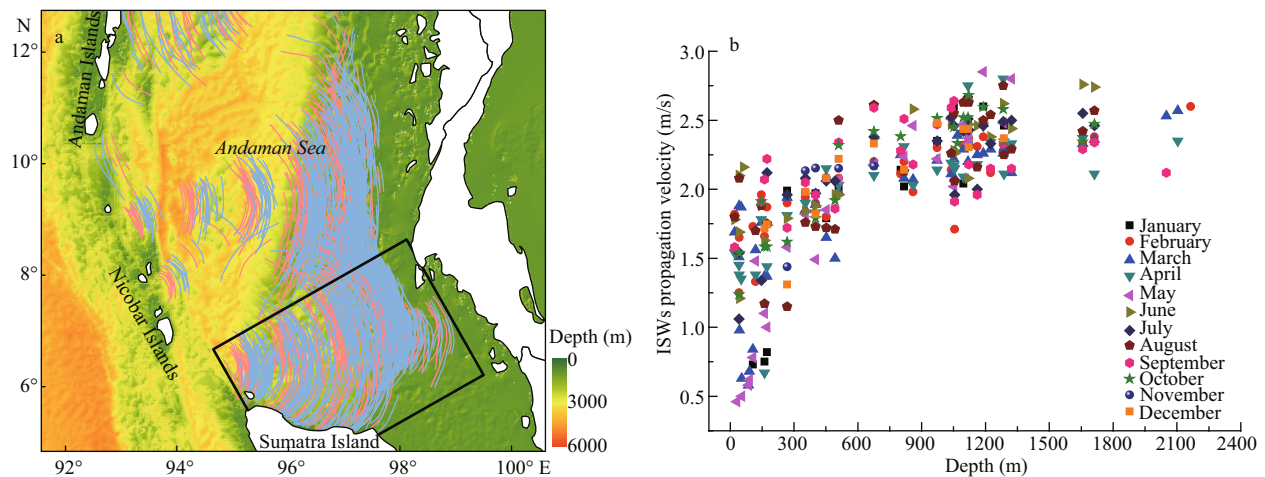 N
a
12°
10°
8°
6°
92°
94°
96°
98°
100° E
Andaman Islands
Andaman Sea
Nicobar Islands
Sumatra Island
Depth (m)
0
3000
6000
b
ISWs propagation velocity (m/s)
3.0
2.5
2.0
1.5
1.0
0.5
0
300
600
900
1200
1500
1800
2100
2400
Depth (m)
January
February
March
April
May
June
July
August
September
October
November
December